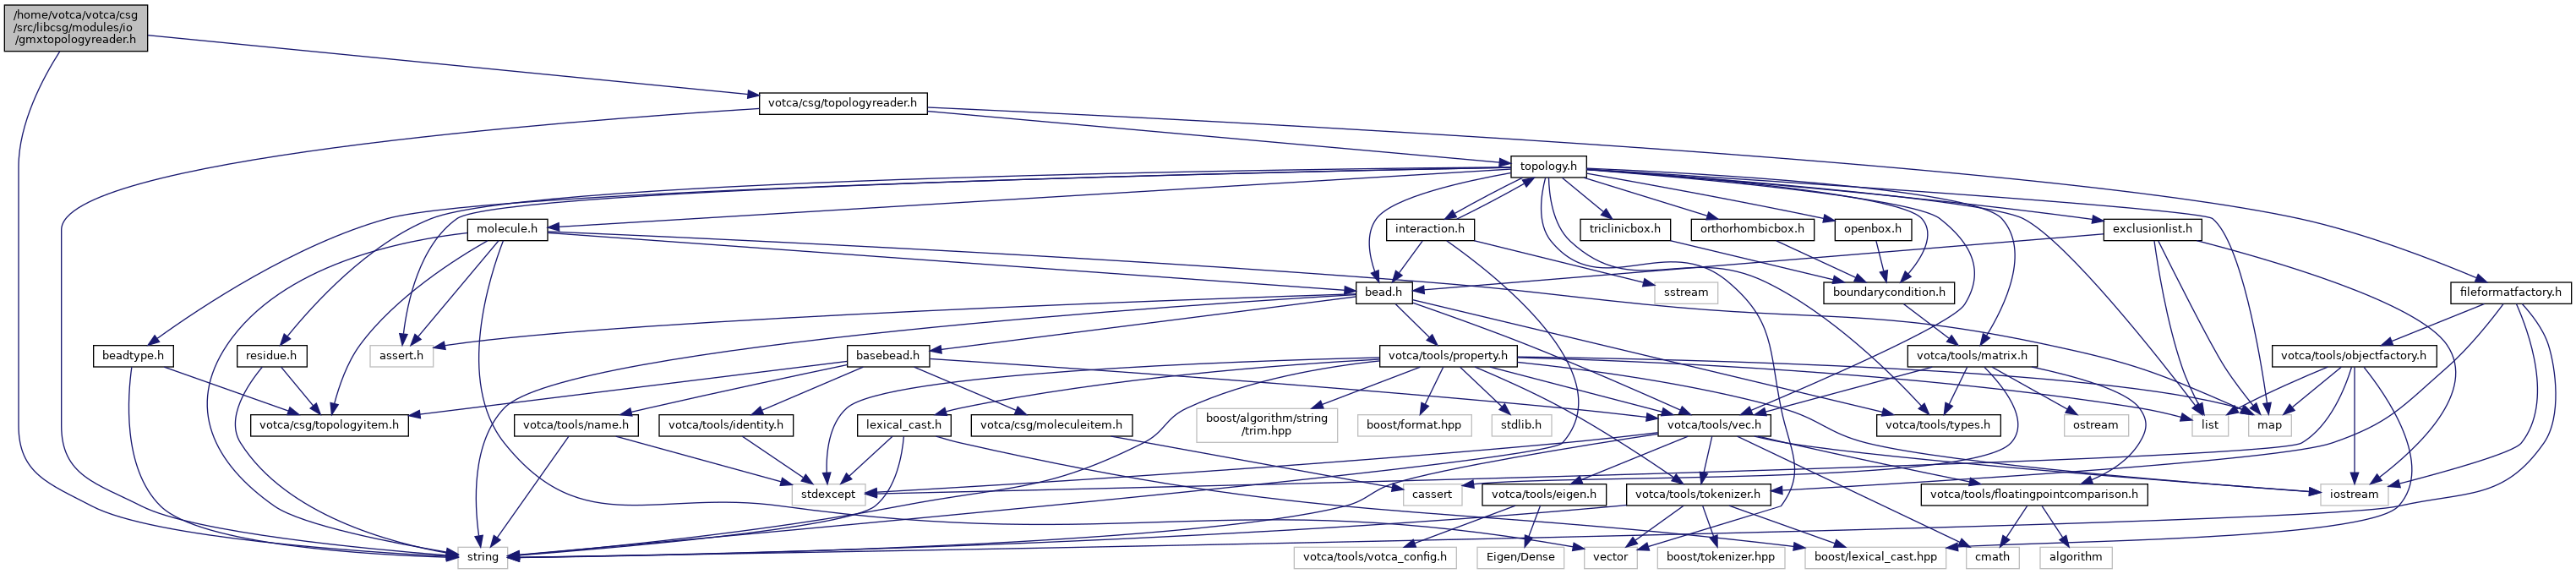 /home/votca/votca/csg
/src/libcsg/modules/io
/gmxtopologyreader.h
votca/csg/topologyreader.h
topology.h
molecule.h
interaction.h
triclinicbox.h
orthorhombicbox.h
openbox.h
exclusionlist.h
bead.h
sstream
boundarycondition.h
fileformatfactory.h
beadtype.h
residue.h
assert.h
basebead.h
votca/tools/property.h
votca/tools/matrix.h
votca/tools/objectfactory.h
votca/csg/topologyitem.h
votca/tools/name.h
votca/tools/identity.h
lexical_cast.h
votca/csg/moleculeitem.h
boost/algorithm/string
/trim.hpp
boost/format.hpp
stdlib.h
votca/tools/vec.h
votca/tools/types.h
ostream
list
map
stdexcept
cassert
votca/tools/eigen.h
votca/tools/tokenizer.h
votca/tools/floatingpointcomparison.h
iostream
string
votca/tools/votca_config.h
Eigen/Dense
vector
boost/tokenizer.hpp
boost/lexical_cast.hpp
cmath
algorithm